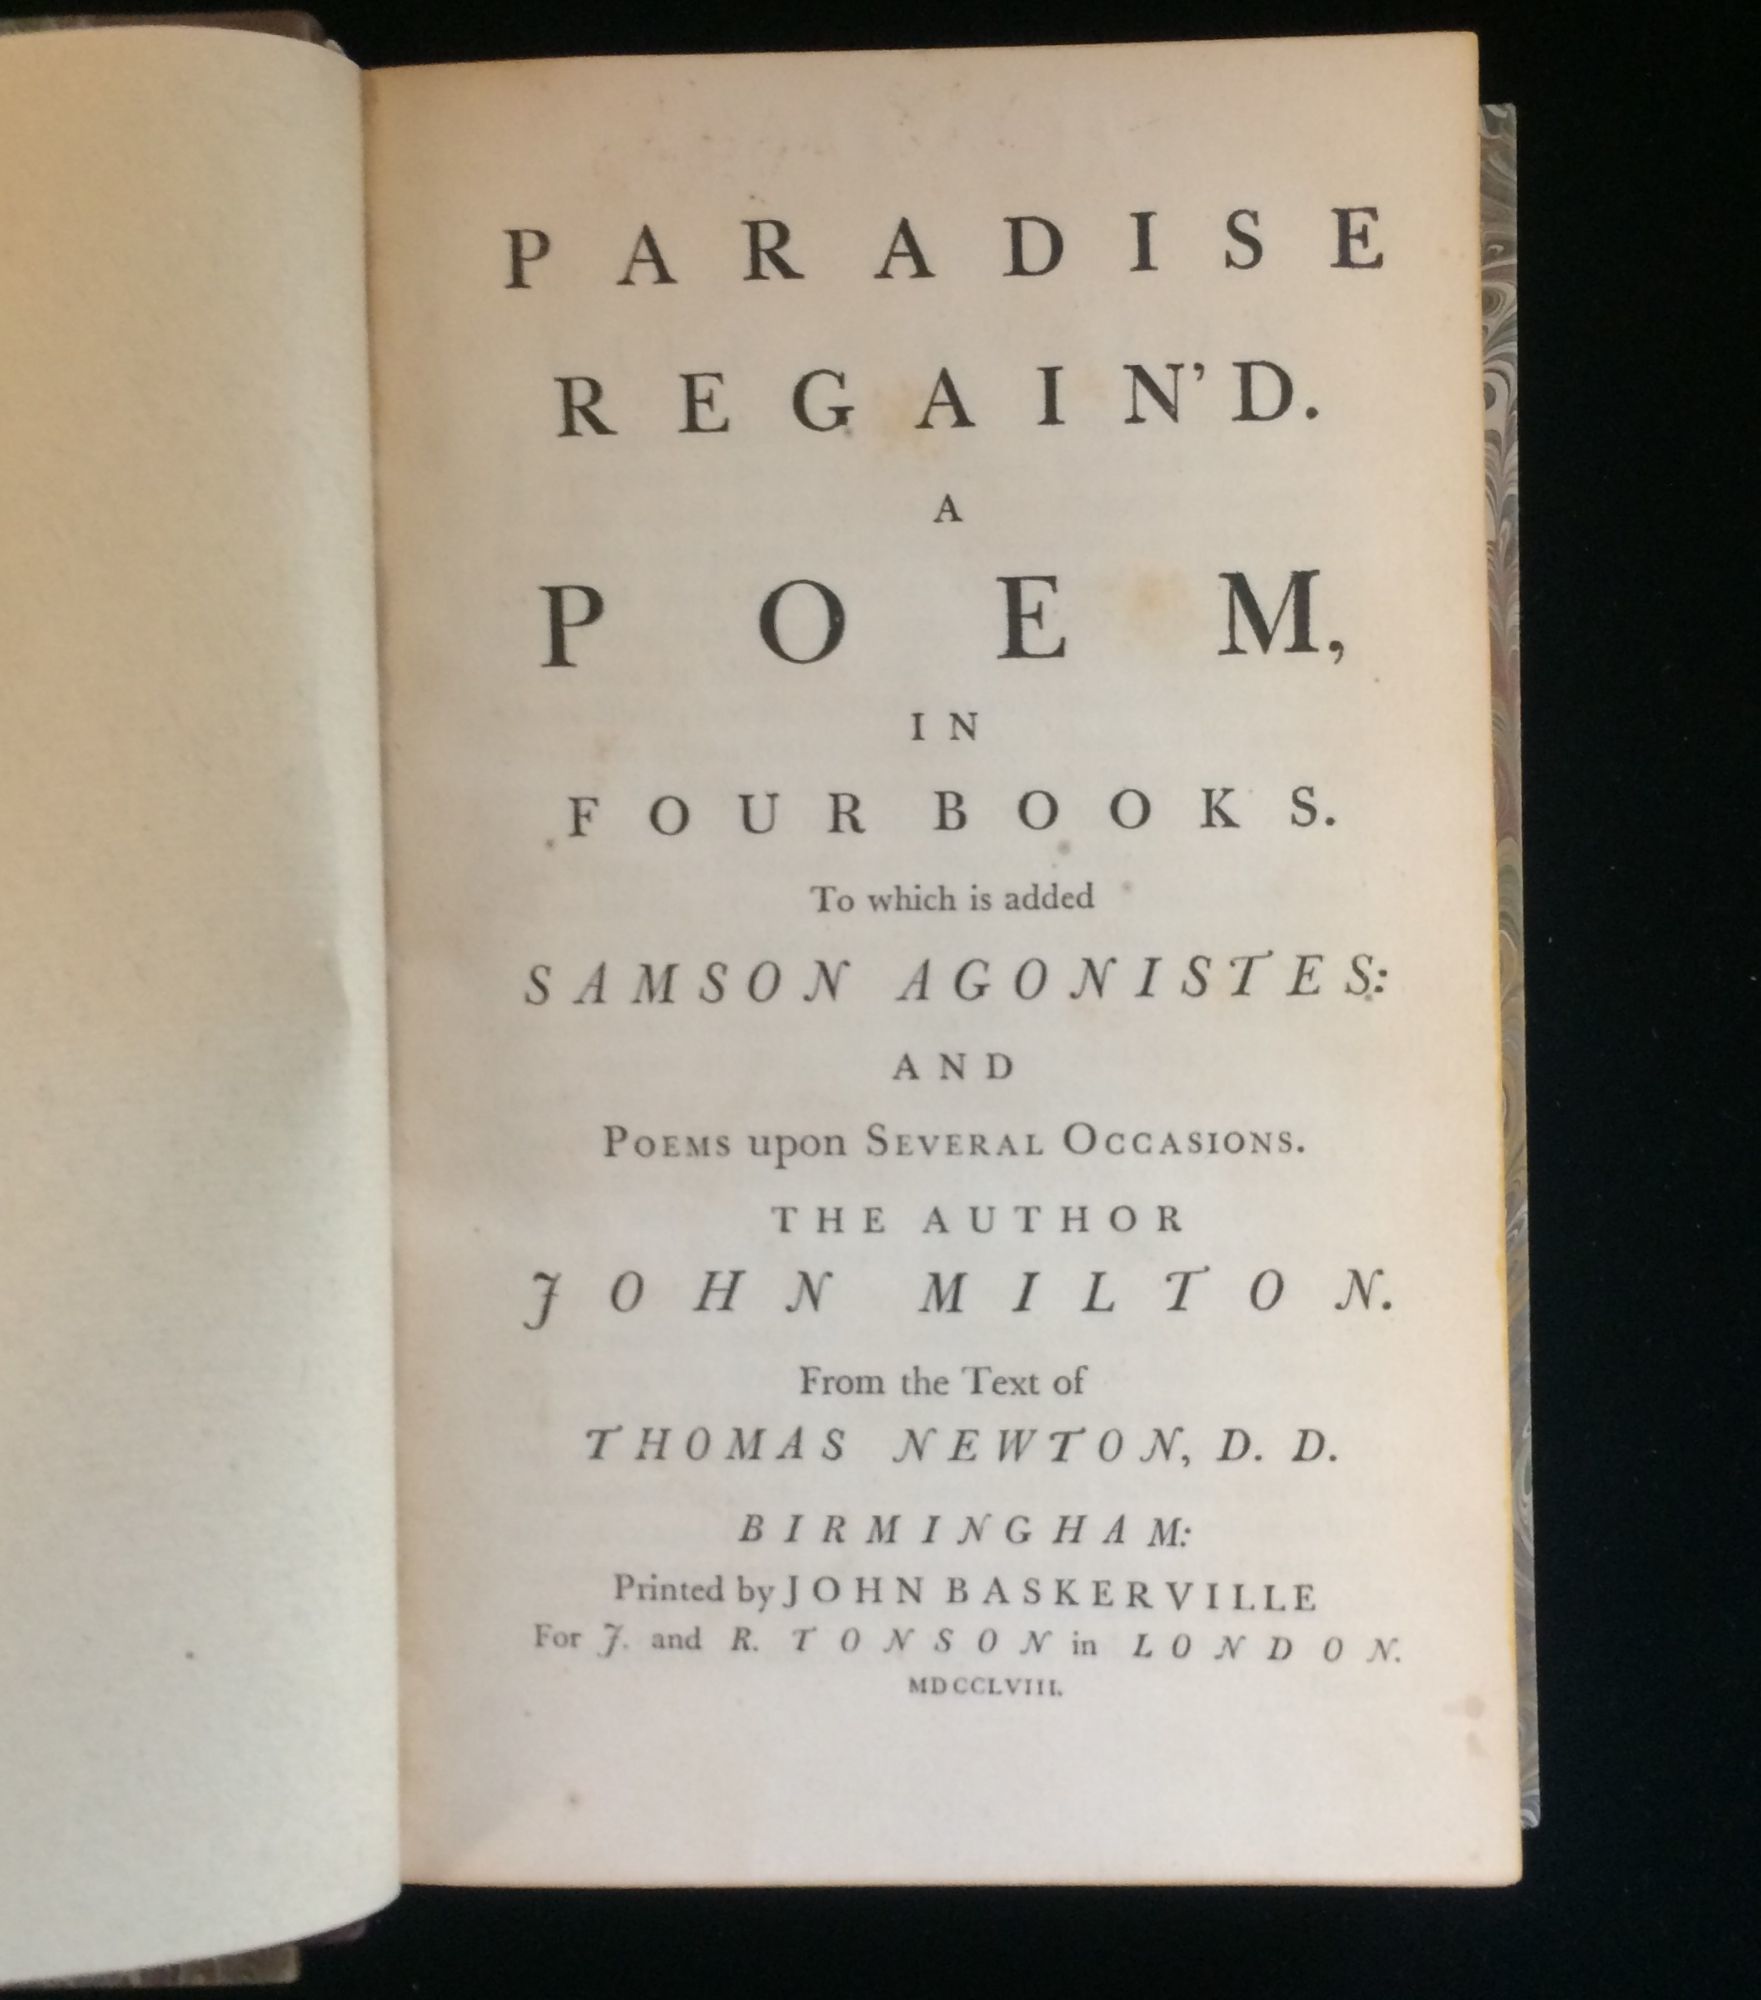 PARADISE
REGAIN'D.
A
POEM,
IN
FOUR BOOKS.
To which is added
SAMSON AGONISTES:
AND
POEMS upon SEVERAL OCCASIONS.
THE AUTHOR
JOHN MILTON.
From the Text of
THOMAS NEWTON, D. D.
BIRMINGHAM:
Printed by JOHN BASKERVILLE
For J. and R. TONSON in LONDON.
MDCCLVIII.